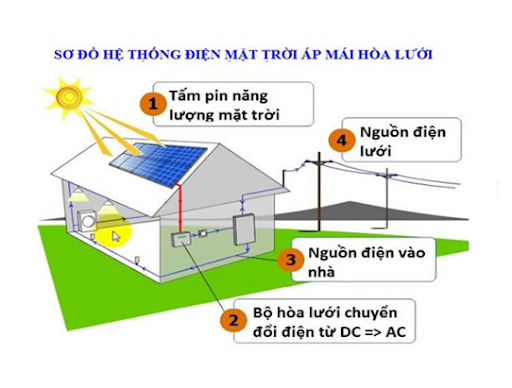 SƠ ĐỒ HỆ THỐNG ĐIỆN MẶT TRỜI ÁP MÁI HÒA LƯỚI
1
Tấm pin năng
lượng mặt trời
4
Nguồn điện
lưới
3
Nguồn điện vào
nhà
2
Bộ hòa lưới chuyển
đổi điện từ DC => AC